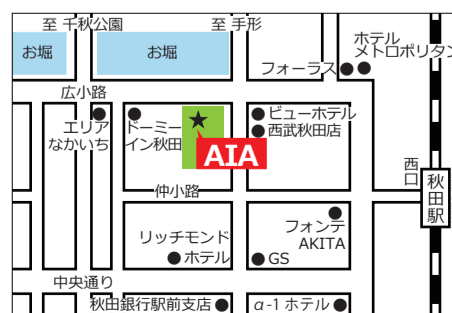 至 千秋公園
至 手形
お堀
お堀
ホテル
メトロポリタン
フォーラス
広小路
エリア
なかいち
ドーミー
イン秋田
ビューホテル
西武秋田店
AIA
西口
秋田駅
仲小路
リッチモンド
ホテル
フォンテ
AKITA
GS
中央通り
秋田銀行駅前支店
α-1 ホテル